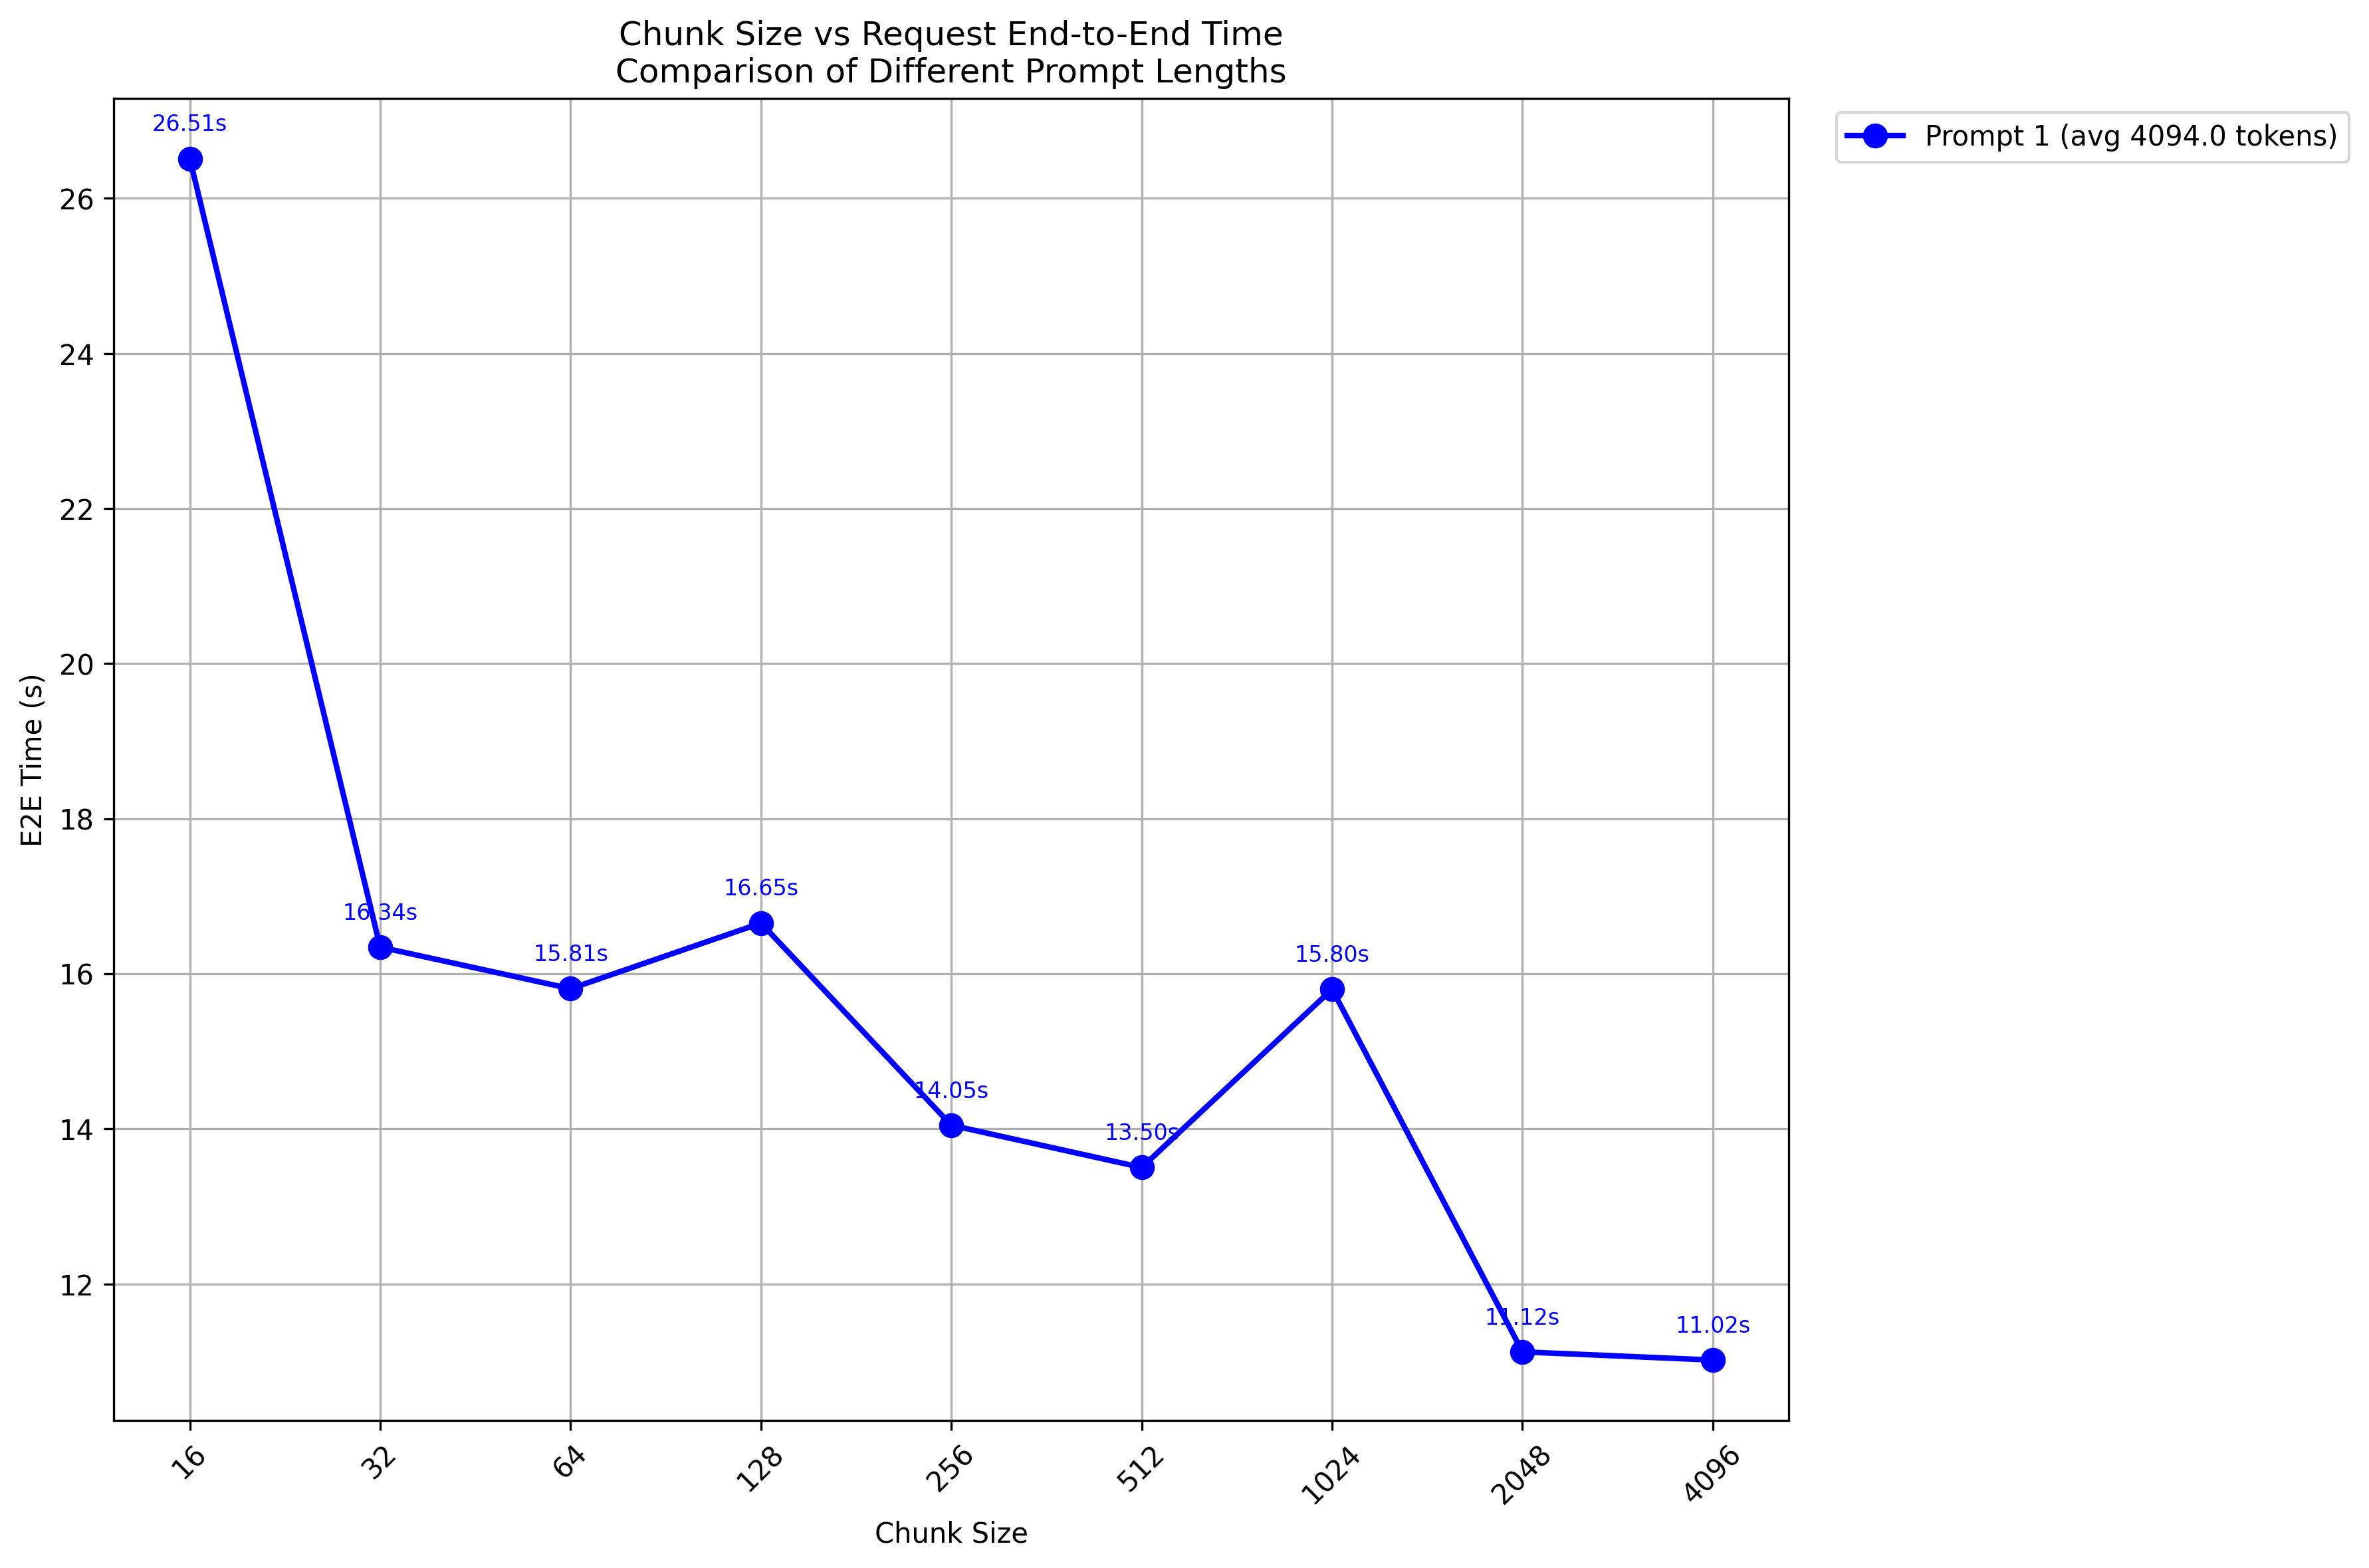 Chunk Size vs Request End-to-End Time
Comparison of Different Prompt Lengths
Prompt 1 (avg 4094.0 tokens)
E2E Time (s)
26
24
22
20
18
16
14
12
26.51s
16.34s
15.81s
16.65s
14.05s
13.50s
15.80s
11.12s
11.02s
16
32
64
128
256
512
1024
2048
4096
Chunk Size